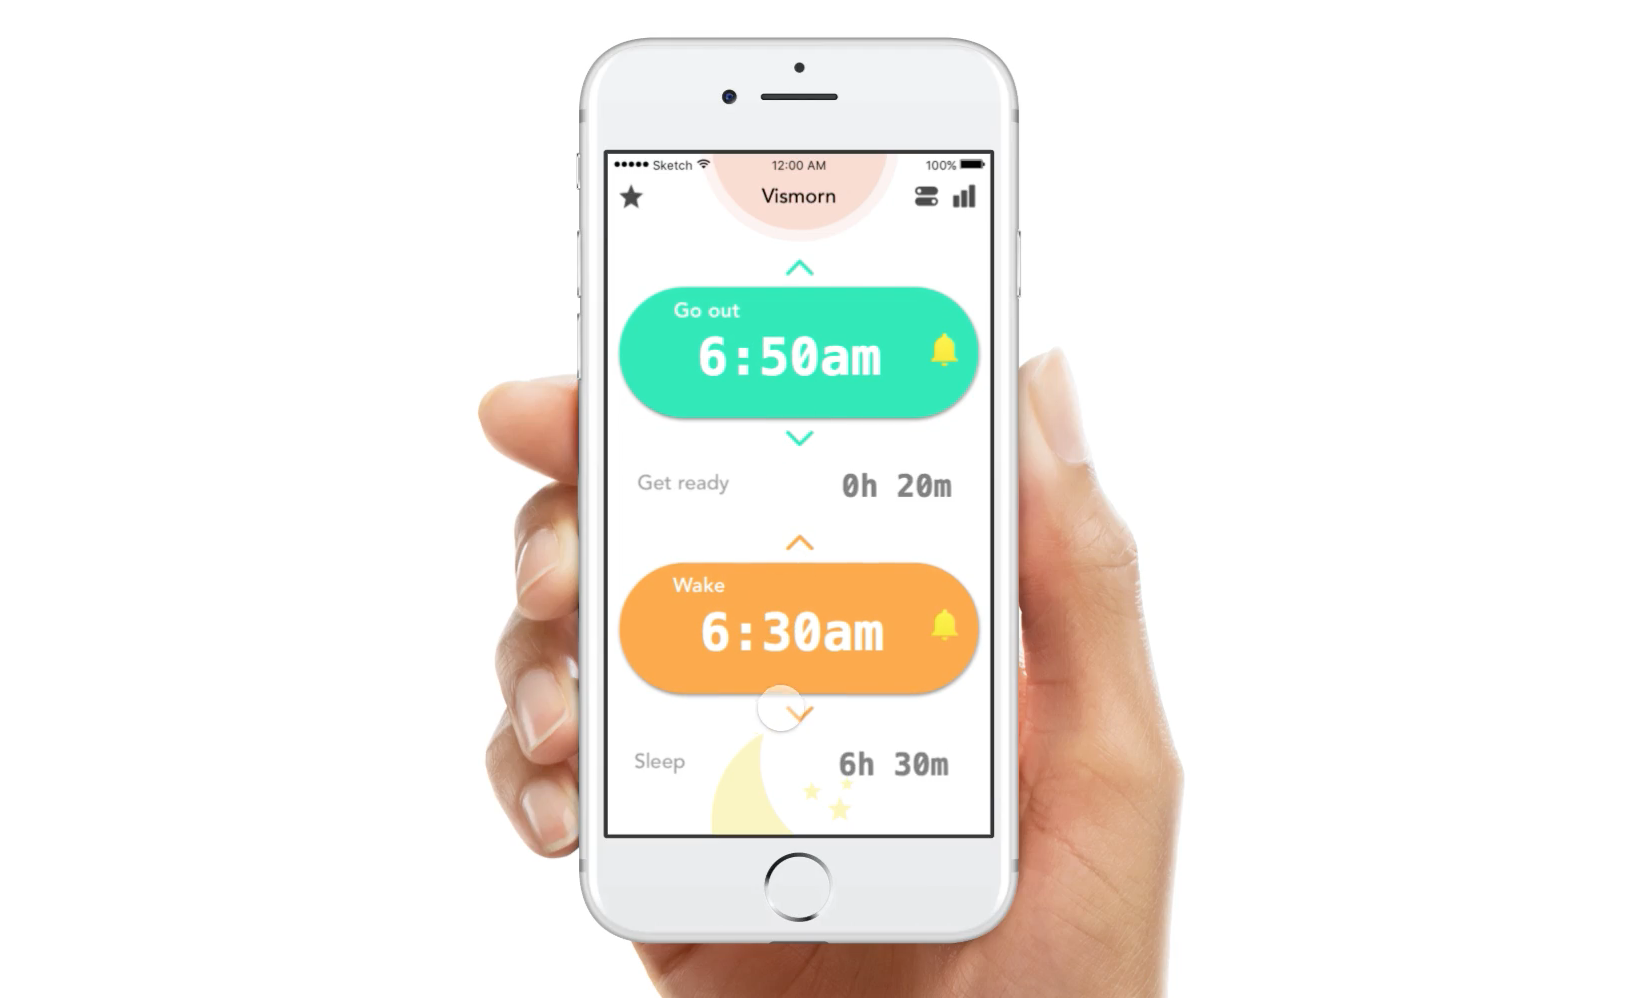 ●●●●● Sketch 12:00 AM 100%
Vismorn
Go out
6:50am
Get ready 0h 20m
Wake
6:30am
Sleep 6h 30m